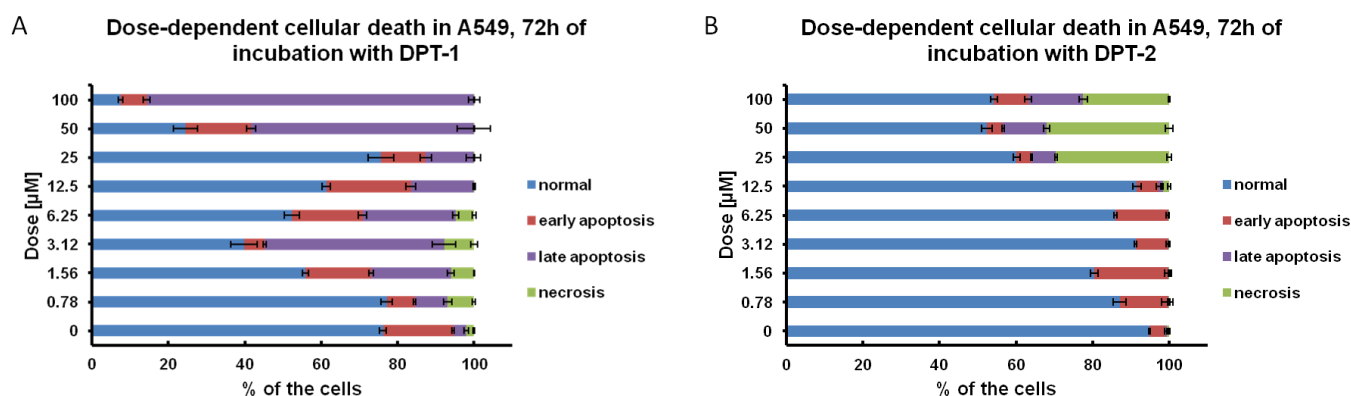 A
Dose-dependent cellular death in A549, 72h of
incubation with DPT-1
Dose [µM]
100
50
25
12.5
6.25
3.12
1.56
0.78
0
0 20 40 60 80 100
% of the cells
normal
early apoptosis
late apoptosis
necrosis
B
Dose-dependent cellular death in A549, 72h of
incubation with DPT-2
Dose [µM]
100
50
25
12.5
6.25
3.12
1.56
0.78
0
0 20 40 60 80 100
% of the cells
normal
early apoptosis
late apoptosis
necrosis